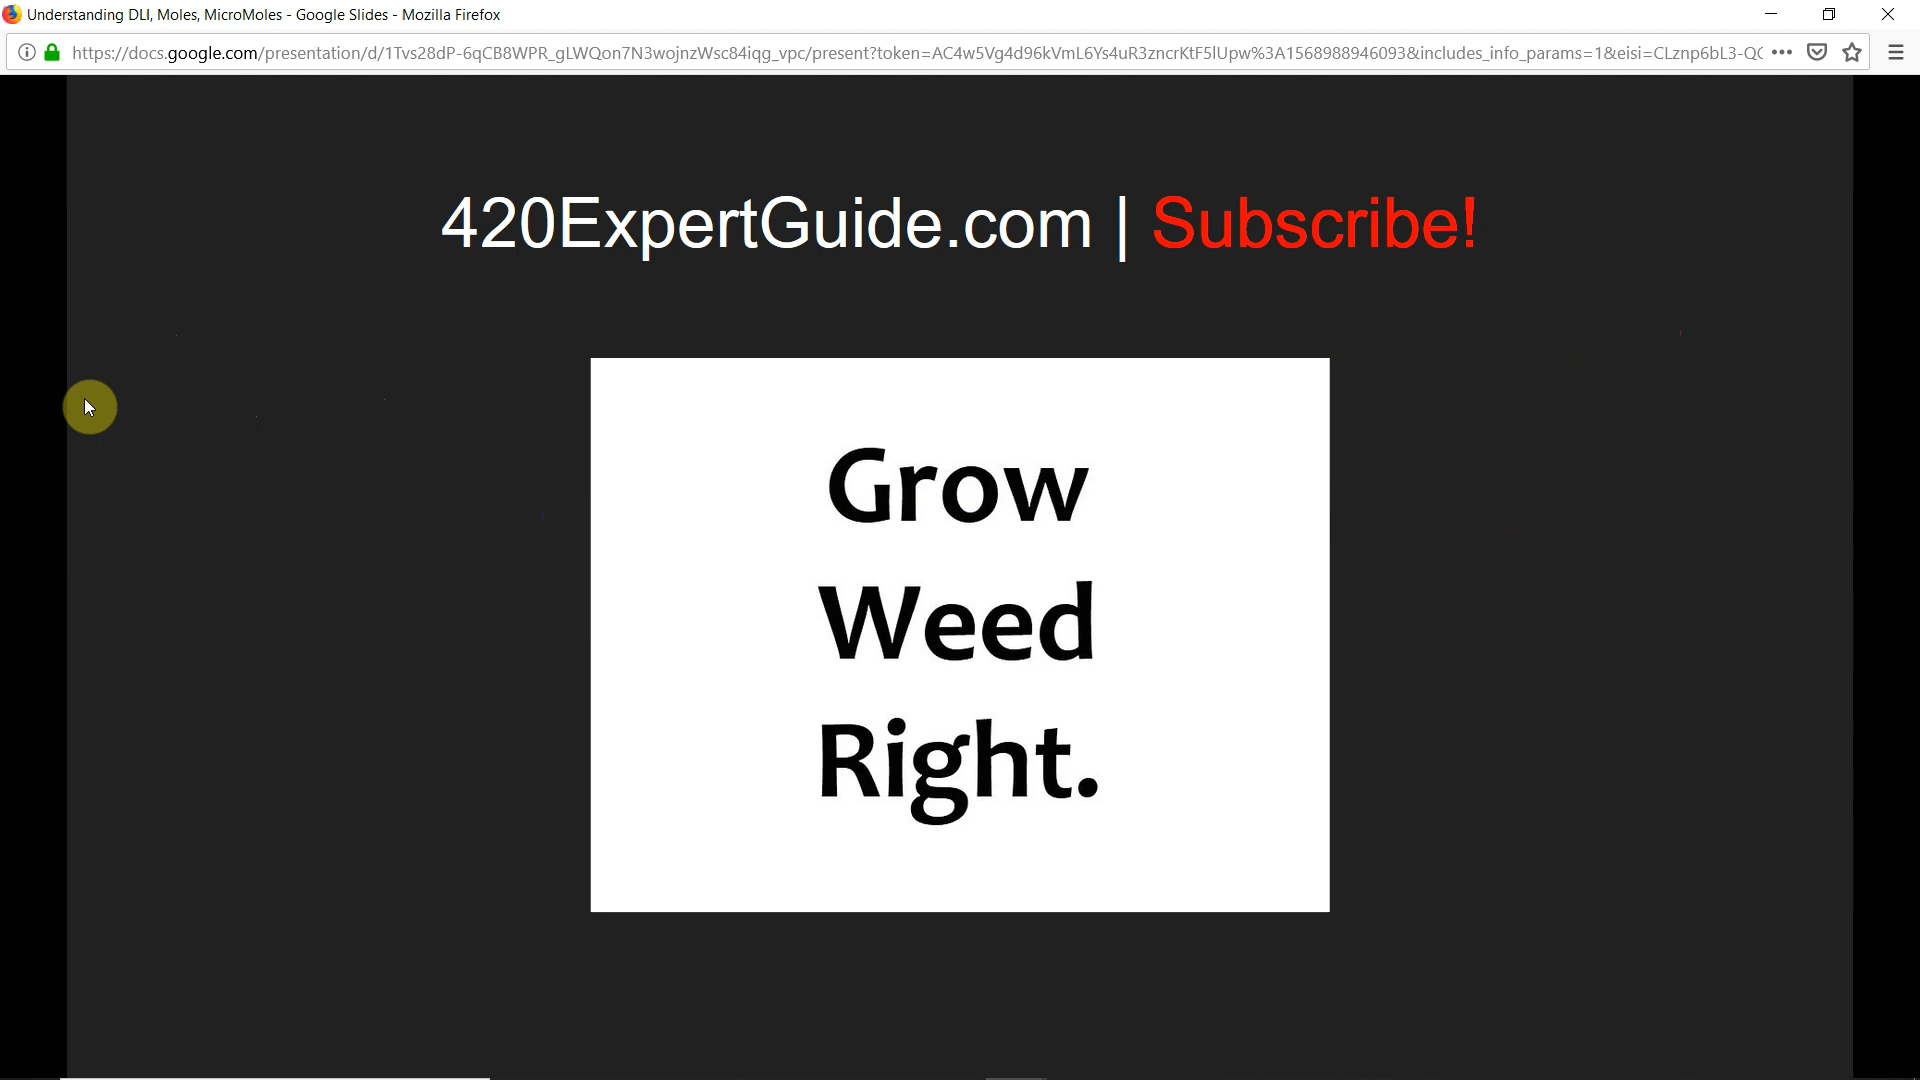 Understanding DLI, Moles, MicroMoles - Google Slides - Mozilla Firefox
https://docs.google.com/presentation/d/1Tvs28dP-6qCB8WPR_gLWQon7N3wojnzWsc84iqg_vpc/present?token=AC4w5Vg4d96kVmL6Ys4uR3zncrKtF5lUpw%3A1568988946093&includes_info_params=1&eisi=CLznp6bL3-QC
420ExpertGuide.com | Subscribe!
Grow
Weed
Right.